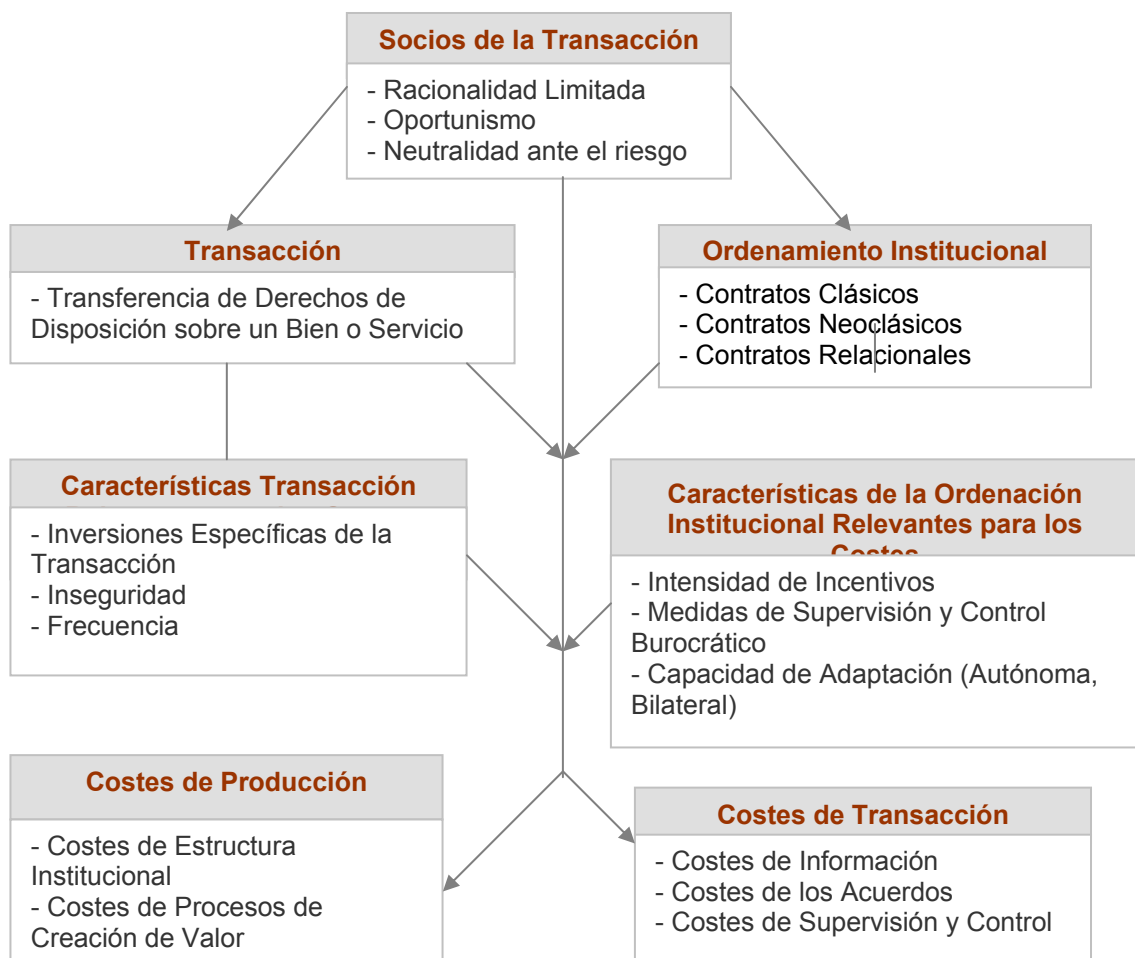 Socios de la Transacción
- Racionalidad Limitada
- Oportunismo
- Neutralidad ante el riesgo
Transacción
- Transferencia de Derechos de
Disposición sobre un Bien o Servicio
Ordenamiento Institucional
- Contratos Clásicos
- Contratos Neoclásicos
- Contratos Relacionales
Características Transacción
- Inversiones Específicas de la
Transacción
- Inseguridad
- Frecuencia
Características de la Ordenación
Institucional Relevantes para los
Costes
- Intensidad de Incentivos
- Medidas de Supervisión y Control
Burocrático
- Capacidad de Adaptación (Autónoma,
Bilateral)
Costes de Producción
- Costes de Estructura
Institucional
- Costes de Procesos de
Creación de Valor
Costes de Transacción
- Costes de Información
- Costes de los Acuerdos
- Costes de Supervisión y Control